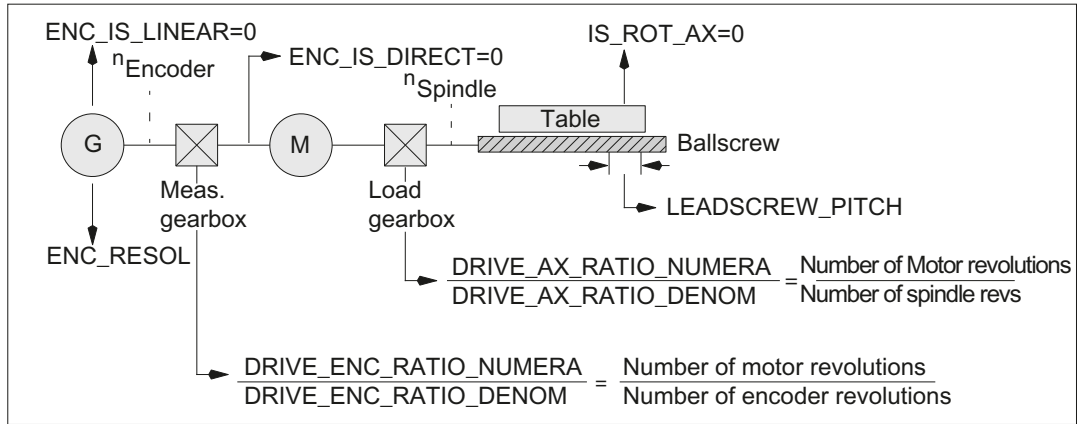 ENC_IS_LINEAR=0
IS_ROT_AX=0
ENC_IS_DIRECT=0
nEncoder
nSpindle
Table
G
M
Ballscrew
Meas.
gearbox
Load
gearbox
LEADSCREW_PITCH
ENC_RESOL
DRIVE_AX_RATIO_NUMERA = Number of Motor revolutions
DRIVE_AX_RATIO_DENOM Number of spindle revs
DRIVE_ENC_RATIO_NUMERA = Number of motor revolutions
DRIVE_ENC_RATIO_DENOM Number of encoder revolutions